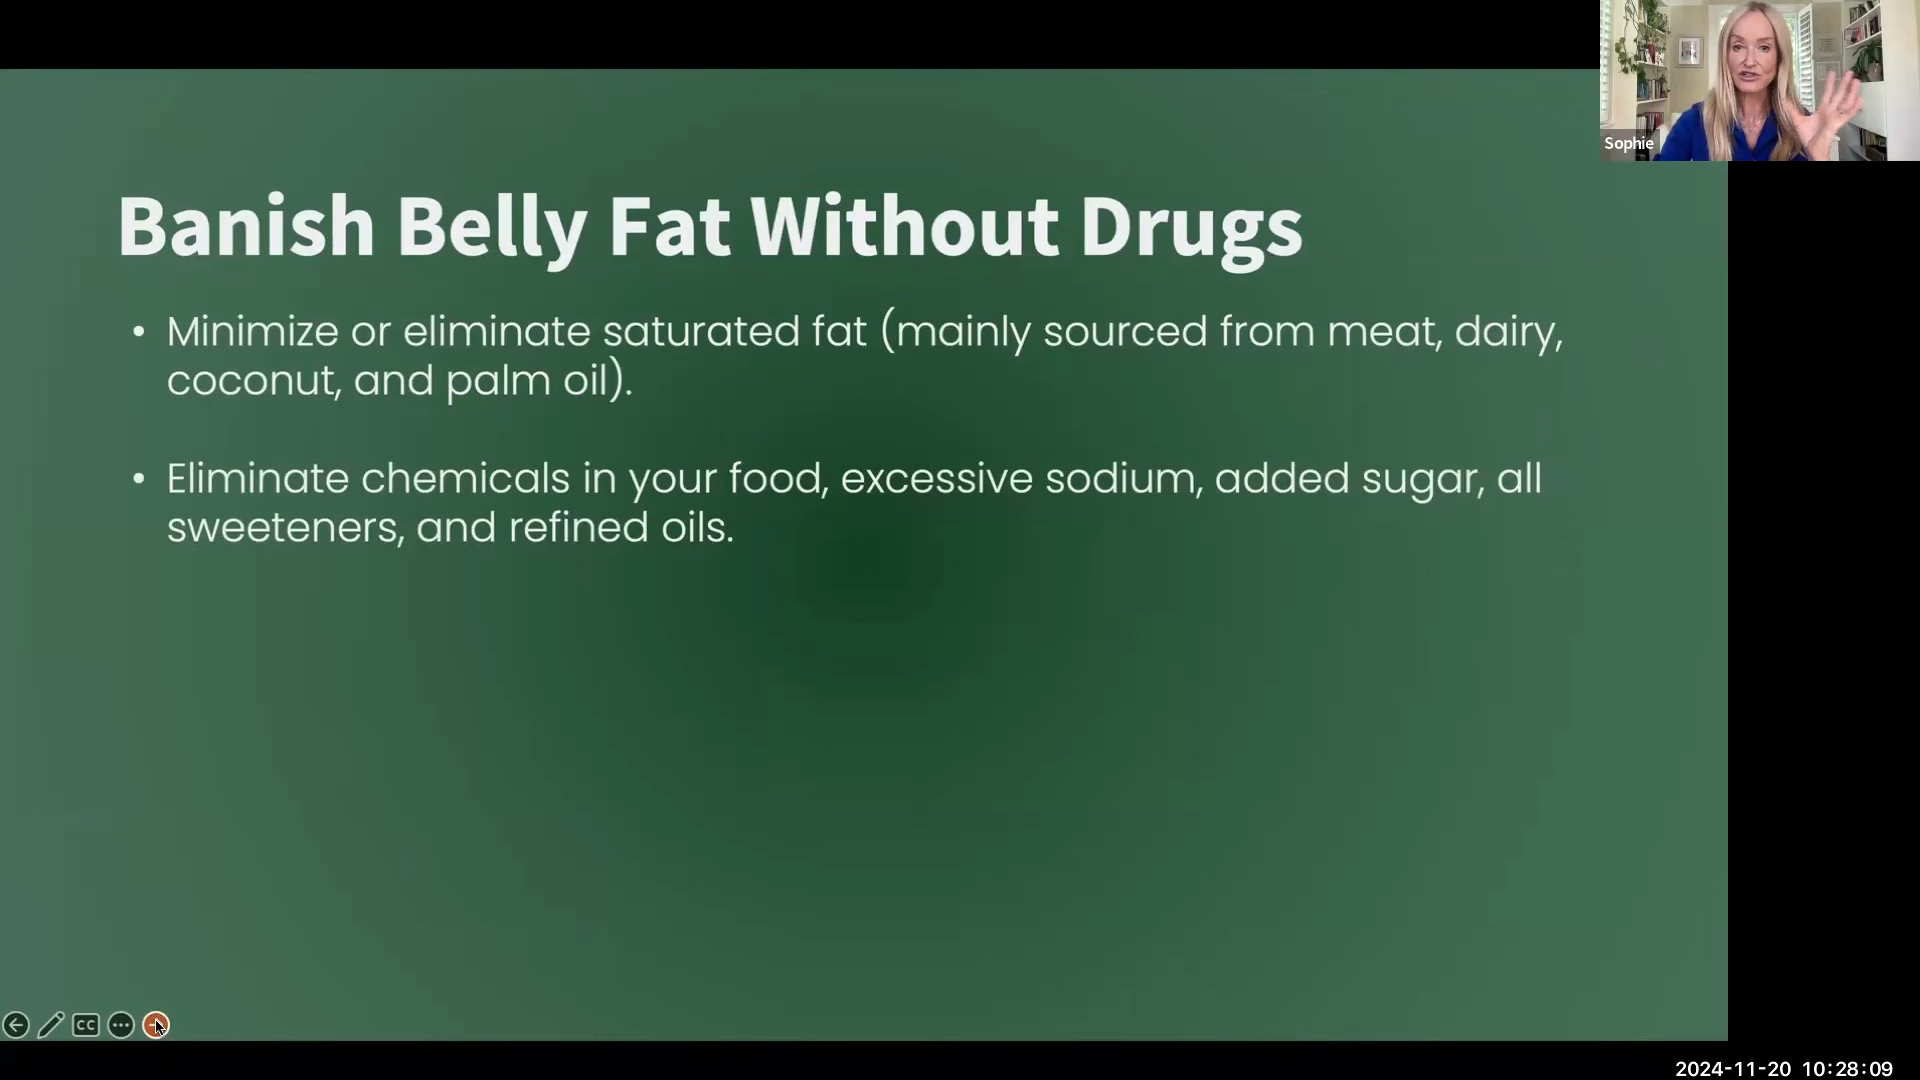 Sophie
Banish Belly Fat Without Drugs
• Minimize or eliminate saturated fat (mainly sourced from meat, dairy,
coconut, and palm oil).
• Eliminate chemicals in your food, excessive sodium, added sugar, all
sweeteners, and refined oils.
CC
2024-11-20 10:28:09